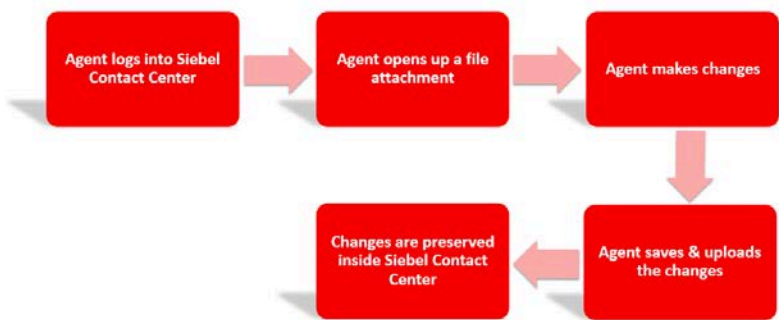 Agent logs into Siebel
Contact Center
Agent opens up a file
attachment
Agent makes changes
Agent saves & uploads
the changes
Changes are preserved
inside Siebel Contact
Center